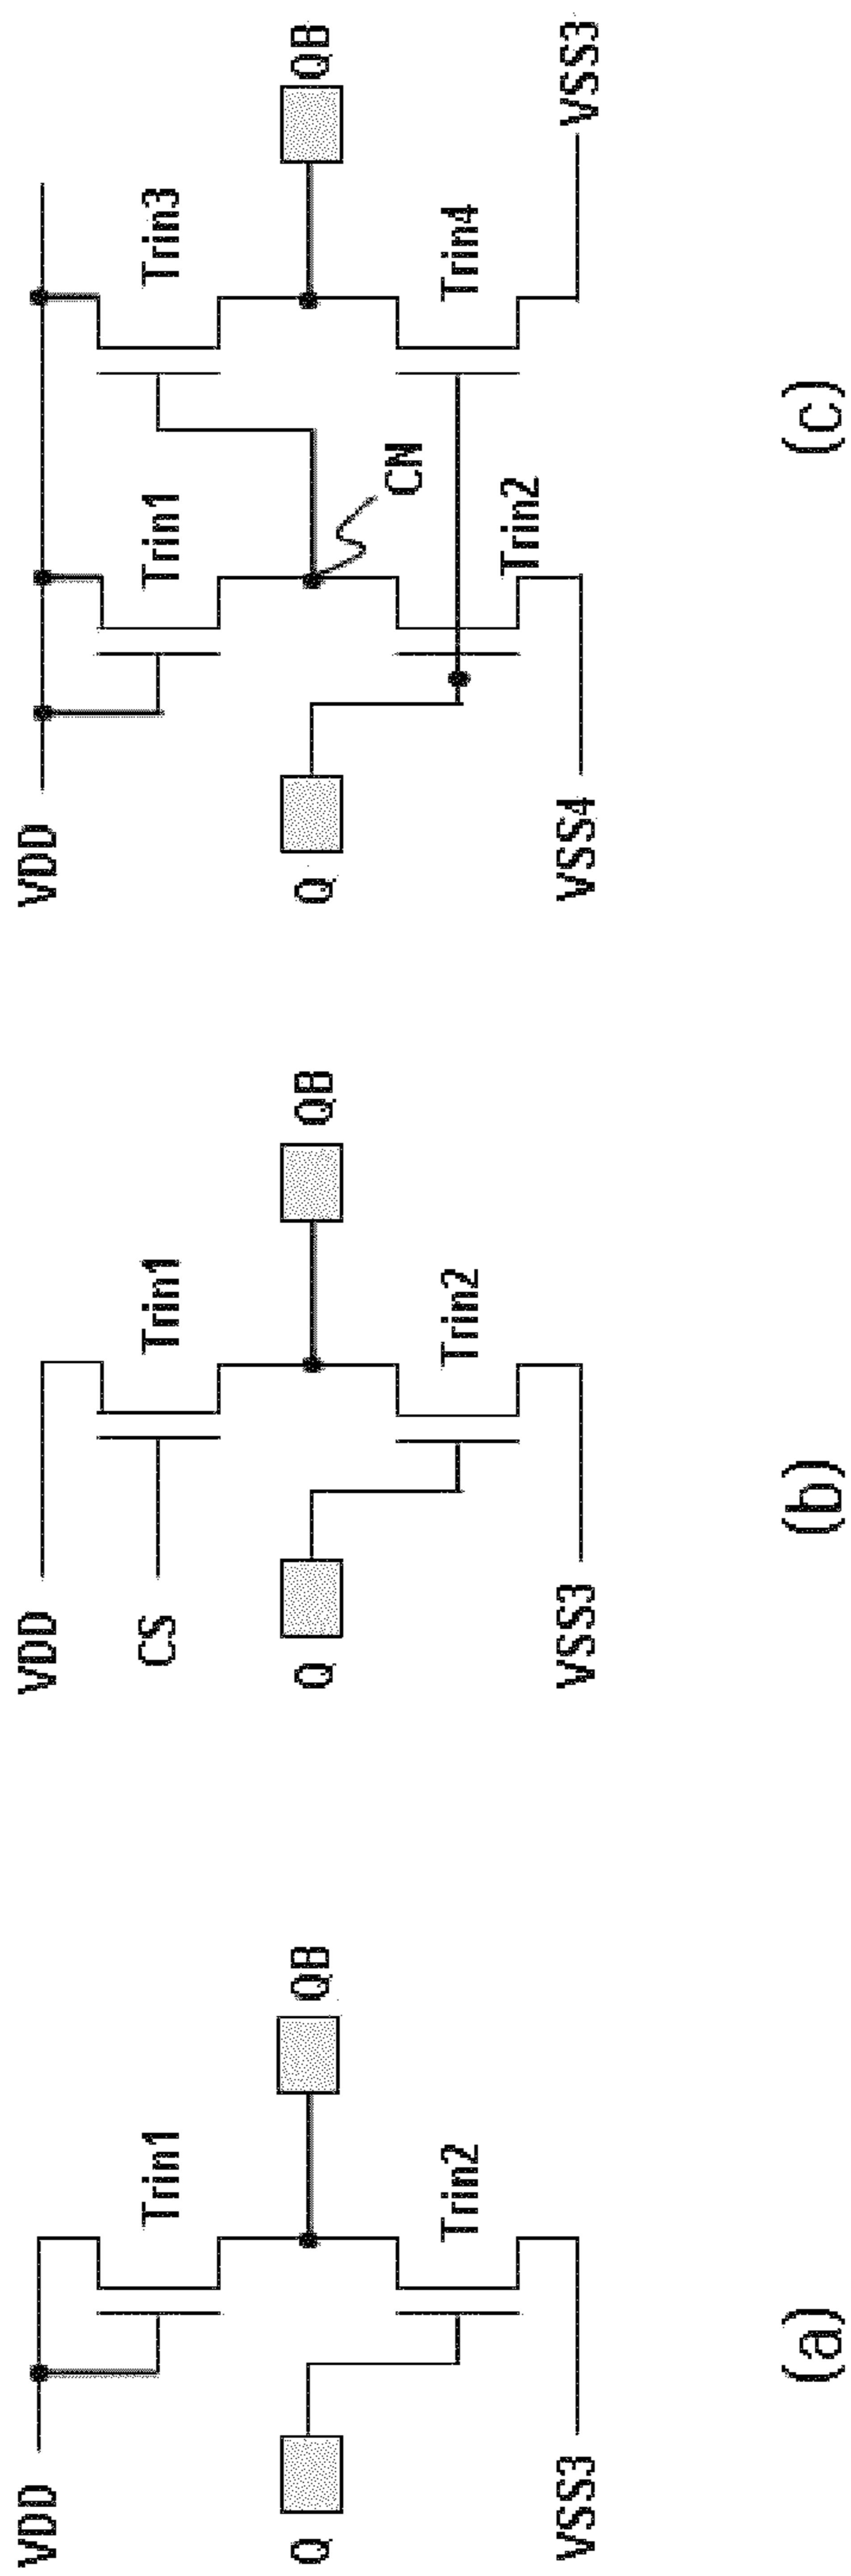 VDD
Trin1
Q
QB
Trin2
VSS3
(a)
VDD
CS
Trin1
Q
QB
Trin2
VSS3
(b)
VDD
Trin1
Trin3
Q
CN
QB
Trin2
Trin4
VSS4
VSS3
(c)